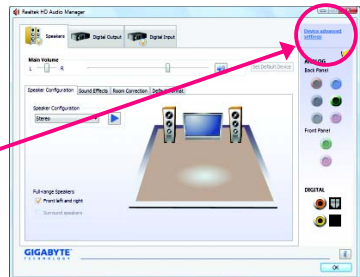 Realtek HD Audio Manager
Speakers
Digital Output
Digital Input
Device advanced settings
Main Volume
L
R
Set Default Device
ANALOG
Back Panel
Speaker Configuration
Sound Effects
Room Correction
Default Format
Speaker Configuration
Stereo
Front Panel
Full-range Speakers
Front left and right
Surround speakers
DIGITAL
GIGABYTE
TECHNOLOGY
OK